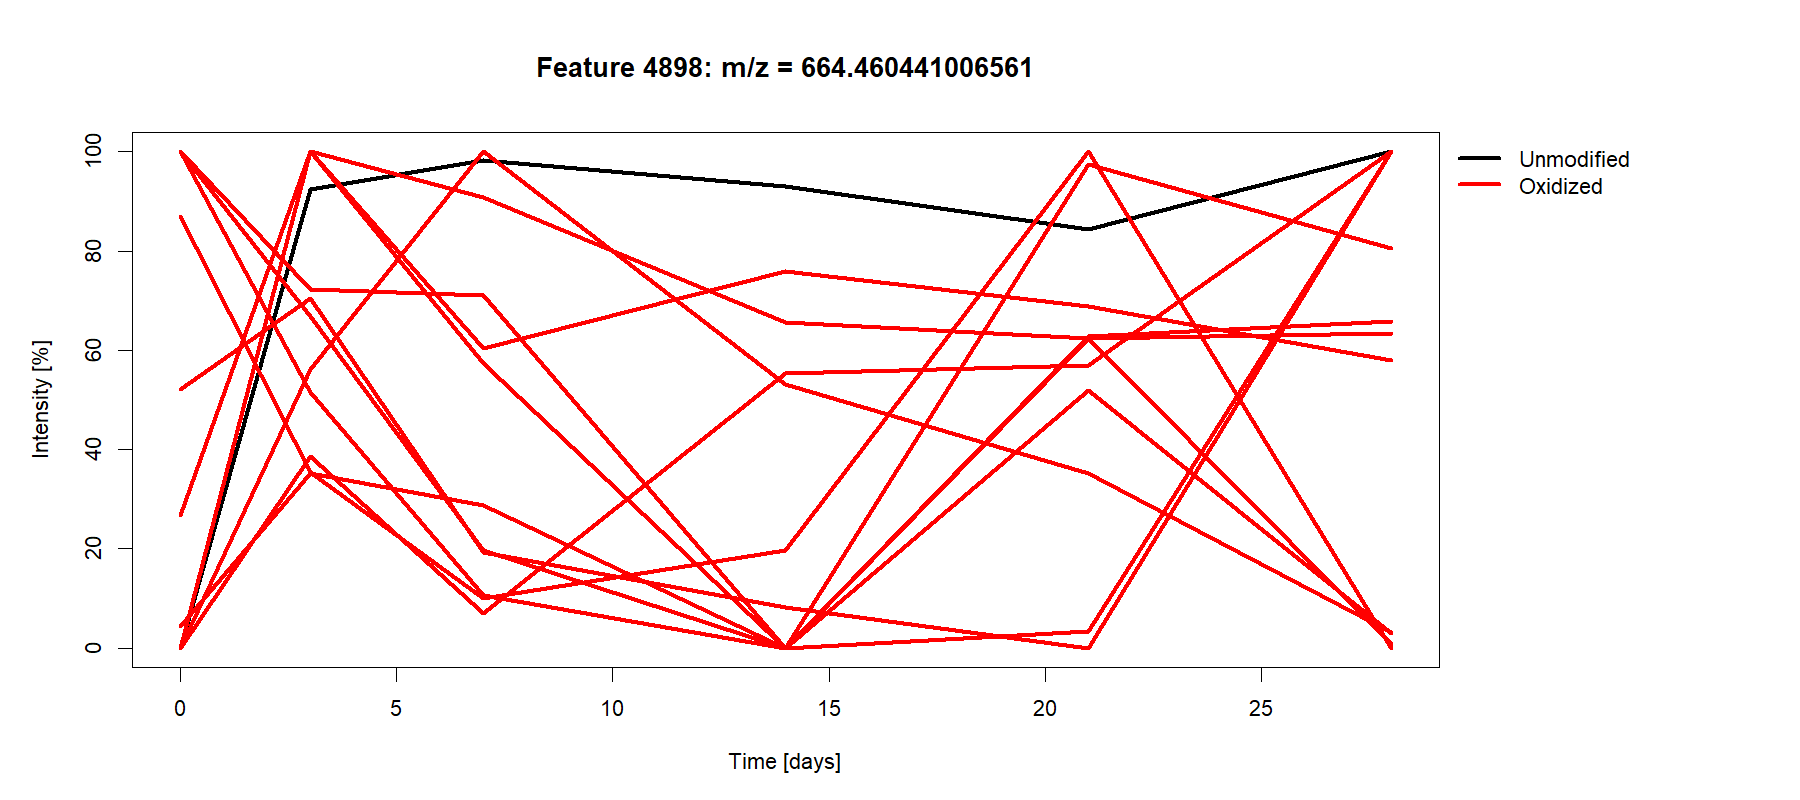 Feature 4898: m/z = 664.460441006561
Unmodified
Oxidized
Intensity [%]
100
80
60
40
20
0
0 5 10 15 20 25
Time [days]